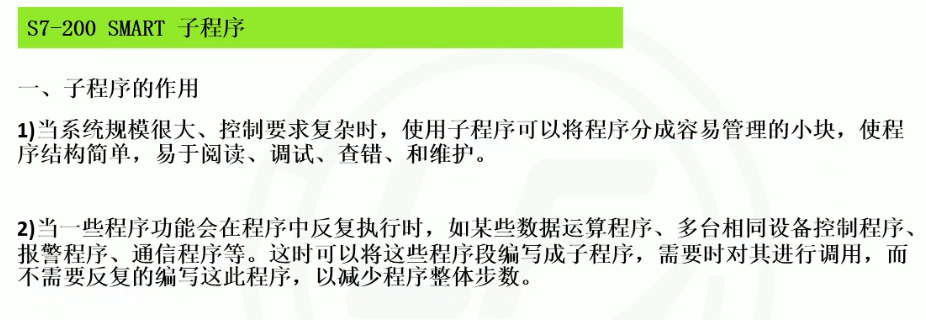 S7-200 SMART 子程序
一、子程序的作用
1)当系统规模很大、控制要求复杂时，使用子程序可以将程序分成容易管理的小块，使程
序结构简单，易于阅读、调试、查错、和维护。
2)当一些程序功能会在程序中反复执行时，如某些数据运算程序、多台相同设备控制程序、
报警程序、通信程序等。这时可以将这些程序段编写成子程序，需要时对其进行调用，而
不需要反复的编写这此程序，以减少程序整体步数。